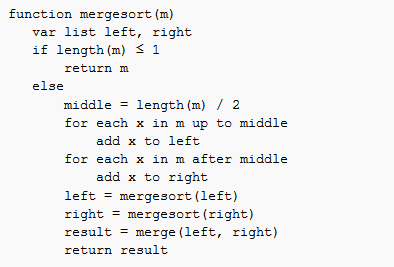 function mergesort(m)
   var list left, right
   if length(m) ≤ 1
       return m
   else
       middle = length(m) / 2
       for each x in m up to middle
           add x to left
       for each x in m after middle
           add x to right
       left = mergesort(left)
       right = mergesort(right)
       result = merge(left, right)
       return result